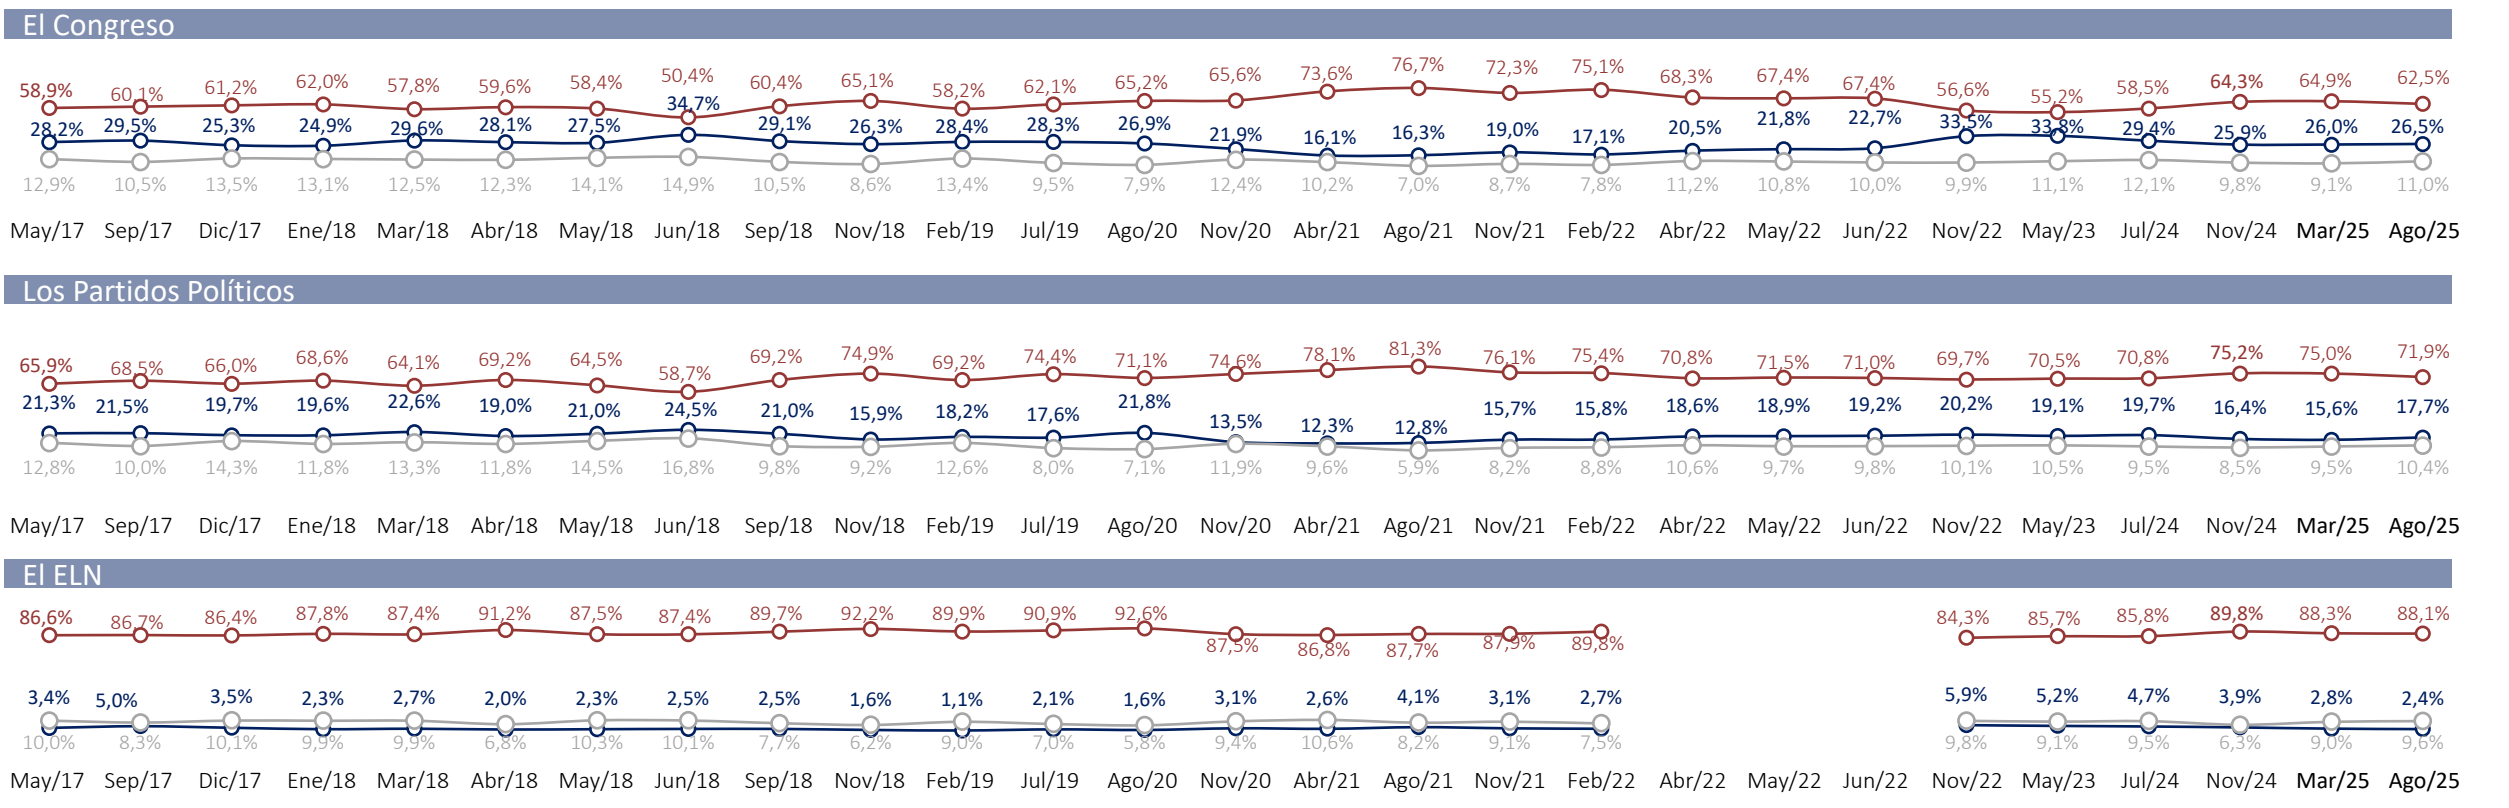 El Congreso
58,9% 60,1% 61,2% 62,0% 57,8% 59,6% 58,4% 50,4% 60,4% 65,1% 58,2% 62,1% 65,2% 65,6% 73,6% 76,7% 72,3% 75,1% 68,3% 67,4% 67,4% 56,6% 55,2% 58,5% 64,3% 64,9% 62,5%
28,2% 29,5% 25,3% 24,9% 29,6% 28,1% 27,5% 34,7% 29,1% 26,3% 28,4% 28,3% 26,9% 21,9% 16,1% 16,3% 19,0% 17,1% 20,5% 21,8% 22,7% 33,5% 33,8% 29,4% 25,9% 26,0% 26,5%
12,9% 10,5% 13,5% 13,1% 12,5% 12,3% 14,1% 14,9% 10,5% 8,6% 13,4% 9,5% 7,9% 12,4% 10,2% 7,0% 8,7% 7,8% 11,2% 10,8% 10,0% 9,9% 11,1% 12,1% 9,8% 9,1% 11,0%
May/17 Sep/17 Dic/17 Ene/18 Mar/18 Abr/18 May/18 Jun/18 Sep/18 Nov/18 Feb/19 Jul/19 Ago/20 Nov/20 Abr/21 Ago/21 Nov/21 Feb/22 Abr/22 May/22 Jun/22 Nov/22 May/23 Jul/24 Nov/24 Mar/25 Ago/25
Los Partidos Políticos
65,9% 68,5% 66,0% 68,6% 64,1% 69,2% 64,5% 58,7% 69,2% 74,9% 69,2% 74,4% 71,1% 74,6% 78,1% 81,3% 76,1% 75,4% 70,8% 71,5% 71,0% 69,7% 70,5% 70,8% 75,2% 75,0% 71,9%
21,3% 21,5% 19,7% 19,6% 22,6% 19,0% 21,0% 24,5% 21,0% 15,9% 18,2% 17,6% 21,8% 13,5% 12,3% 12,8% 15,7% 15,8% 18,6% 18,9% 19,2% 20,2% 19,1% 19,7% 16,4% 15,6% 17,7%
12,8% 10,0% 14,3% 11,8% 13,3% 11,8% 14,5% 16,8% 9,8% 9,2% 12,6% 8,0% 7,1% 11,9% 9,6% 5,9% 8,2% 8,8% 10,6% 9,7% 9,8% 10,1% 10,5% 9,5% 8,5% 9,5% 10,4%
May/17 Sep/17 Dic/17 Ene/18 Mar/18 Abr/18 May/18 Jun/18 Sep/18 Nov/18 Feb/19 Jul/19 Ago/20 Nov/20 Abr/21 Ago/21 Nov/21 Feb/22 Abr/22 May/22 Jun/22 Nov/22 May/23 Jul/24 Nov/24 Mar/25 Ago/25
El ELN
86,6% 86,7% 86,4% 87,8% 87,4% 91,2% 87,5% 87,4% 89,7% 92,2% 89,9% 90,9% 92,6% 87,5% 86,8% 87,7% 87,9% 89,8% 84,3% 85,7% 85,8% 89,8% 88,3% 88,1%
3,4% 5,0% 3,5% 2,3% 2,7% 2,0% 2,3% 2,5% 2,5% 1,6% 1,1% 2,1% 1,6% 3,1% 2,6% 4,1% 3,1% 2,7% 5,9% 5,2% 4,7% 3,9% 2,8% 2,4%
10,0% 8,3% 10,1% 9,9% 9,9% 6,8% 10,3% 10,1% 7,7% 6,2% 9,0% 7,0% 5,8% 9,4% 10,6% 8,2% 9,1% 7,5% 9,8% 9,1% 9,5% 6,3% 9,0% 9,6%
May/17 Sep/17 Dic/17 Ene/18 Mar/18 Abr/18 May/18 Jun/18 Sep/18 Nov/18 Feb/19 Jul/19 Ago/20 Nov/20 Abr/21 Ago/21 Nov/21 Feb/22 Abr/22 May/22 Jun/22 Nov/22 May/23 Jul/24 Nov/24 Mar/25 Ago/25